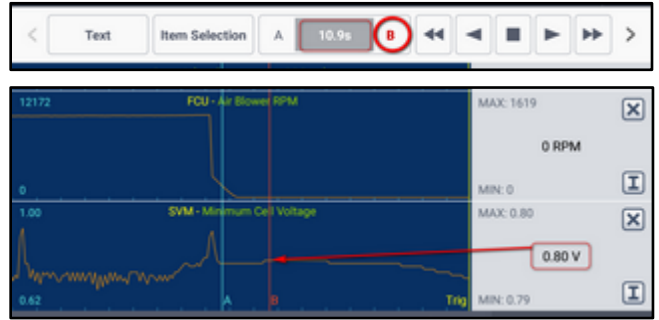 Text
Item Selection
A
10.9s
B
12172
FCU - Air Blower RPM
MAX: 1619
0 RPM
0
MIN: 0
1.00
SVM - Minimum Cell Voltage
MAX: 0.80
0.80 V
0.62
A
B
Trig
MIN: 0.79